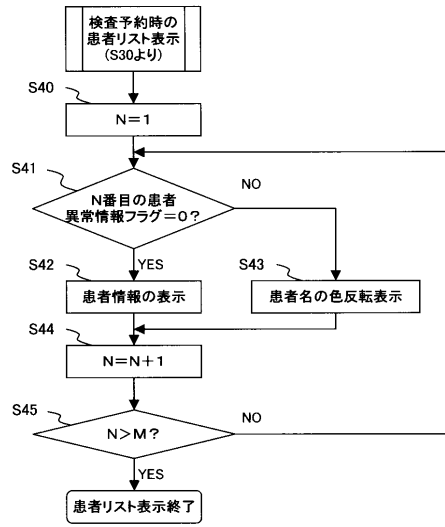 検査予約時の
患者リスト表示
(S30より)
S40
N=1
S41
N番目の患者
異常情報フラグ=0?
NO
YES
S42
患者情報の表示
S43
患者名の色反転表示
S44
N=N+1
S45
N>M?
NO
YES
患者リスト表示終了